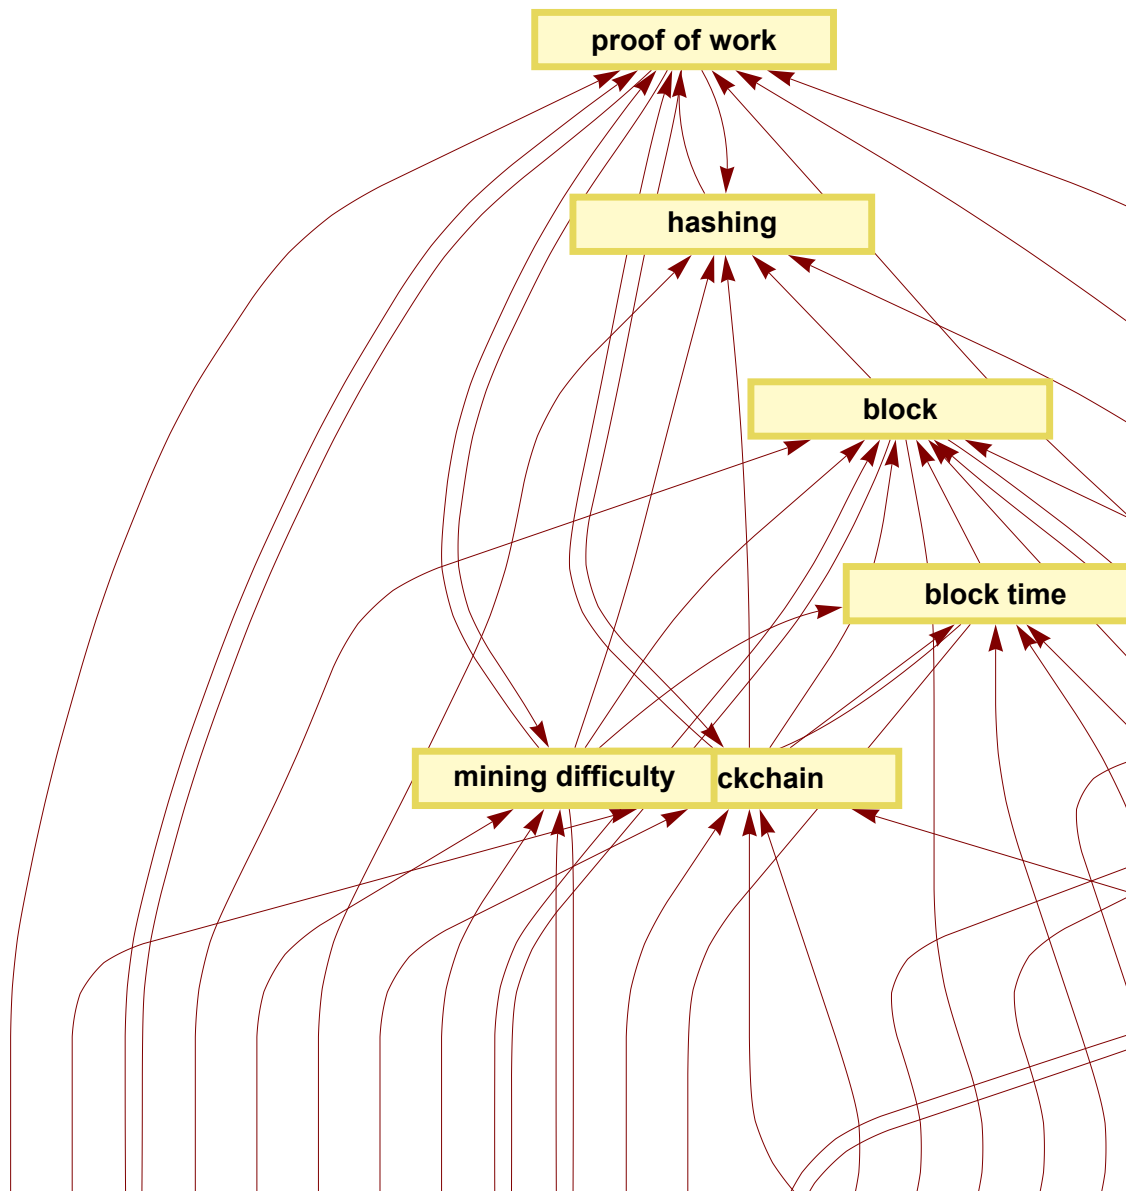 proof of work
hashing
block
block time
mining difficulty
ckchain